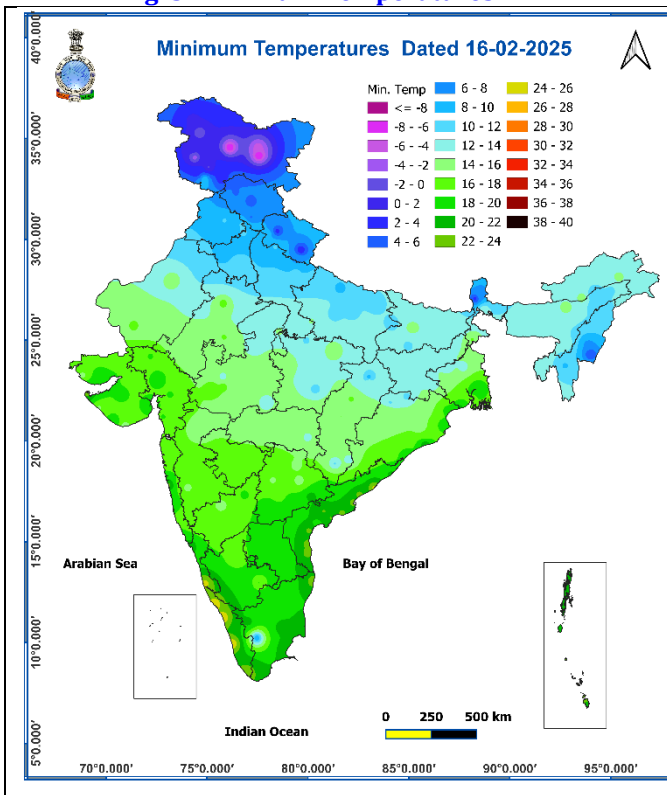 Minimum Temperatures Dated 16-02-2025
Min. Temp
<= -8
-8 - -6
-6 - -4
-4 - -2
-2 - 0
0 - 2
2 - 4
4 - 6
6 - 8
8 - 10
10 - 12
12 - 14
14 - 16
16 - 18
18 - 20
20 - 22
22 - 24
24 - 26
26 - 28
28 - 30
30 - 32
32 - 34
34 - 36
36 - 38
38 - 40
40°0.000'
35°0.000'
30°0.000'
25°0.000'
20°0.000'
15°0.000'
10°0.000'
5°0.000'
Arabian Sea
Bay of Bengal
Indian Ocean
0 250 500 km
70°0.000' 75°0.000' 80°0.000' 85°0.000' 90°0.000' 95°0.000'